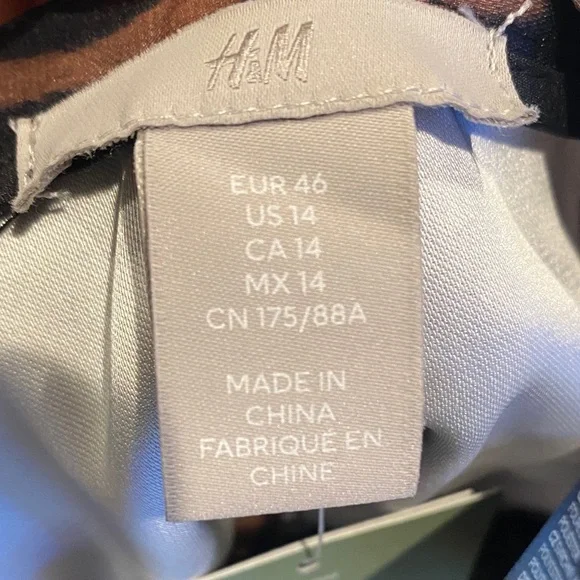 H&M
EUR 46
US 14
CA 14
MX 14
CN 175/88A
MADE IN
CHINA
FABRIQUÉ EN
CHINE